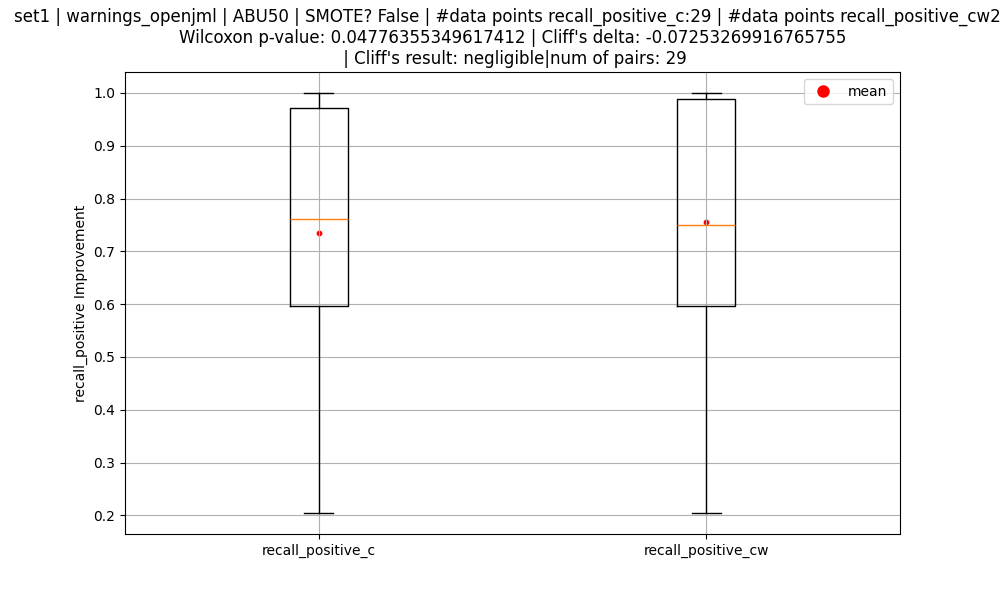 set1 | warnings_openjml | ABU50 | SMOTE? False | #data points recall_positive_c:29 | #data points recall_positive_cw2
Wilcoxon p-value: 0.04776355349617412 | Cliff's delta: -0.07253269916765755
| Cliff's result: negligible|num of pairs: 29
mean
1.0
0.9
0.8
0.7
0.6
0.5
0.4
0.3
0.2
recall_positive Improvement
recall_positive_c
recall_positive_cw